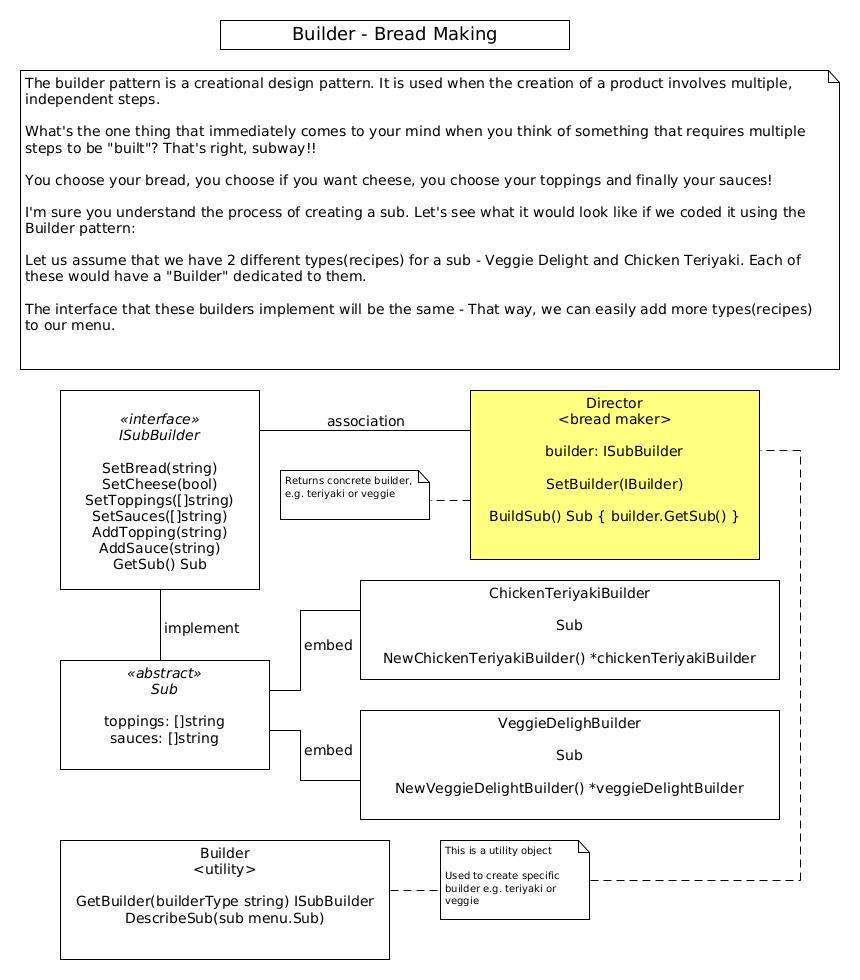 Builder - Bread Making
The builder pattern is a creational design pattern. It is used when the creation of a product involves multiple,
independent steps.
What's the one thing that immediately comes to your mind when you think of something that requires multiple
steps to be "built"? That's right, subway!!
You choose your bread, you choose if you want cheese, you choose your toppings and finally your sauces!
I'm sure you understand the process of creating a sub. Let's see what it would look like if we coded it using the
Builder pattern:
Let us assume that we have 2 different types(recipes) for a sub - Veggie Delight and Chicken Teriyaki. Each of
these would have a "Builder" dedicated to them.
The interface that these builders implement will be the same - That way, we can easily add more types(recipes)
to our menu.
«interface»
ISubBuilder
SetBread(string)
SetCheese(bool)
SetToppings([]string)
SetSauces([]string)
AddTopping(string)
AddSauce(string)
GetSub() Sub
association
Returns concrete builder,
e.g. teriyaki or veggie
Director
<bread maker>
builder: ISubBuilder
SetBuilder(IBuilder)
BuildSub() Sub { builder.GetSub() }
implement
«abstract»
Sub
toppings: []string
sauces: []string
embed
ChickenTeriyakiBuilder
Sub
NewChickenTeriyakiBuilder() *chickenTeriyakiBuilder
embed
VeggieDelighBuilder
Sub
NewVeggieDelightBuilder() *veggieDelightBuilder
Builder
<utility>
GetBuilder(builderType string) ISubBuilder
DescribeSub(sub menu.Sub)
This is a utility object
Used to create specific
builder e.g. teriyaki or
veggie